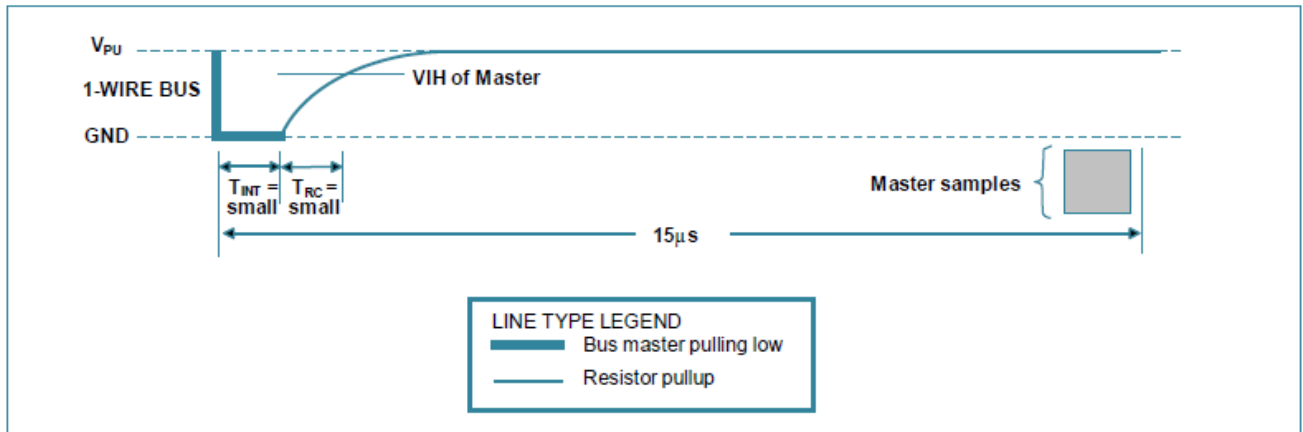 VPU
1-WIRE BUS
GND
VIH of Master
TINT =
small
TRC =
small
Master samples
15μs
LINE TYPE LEGEND
Bus master pulling low
Resistor pullup